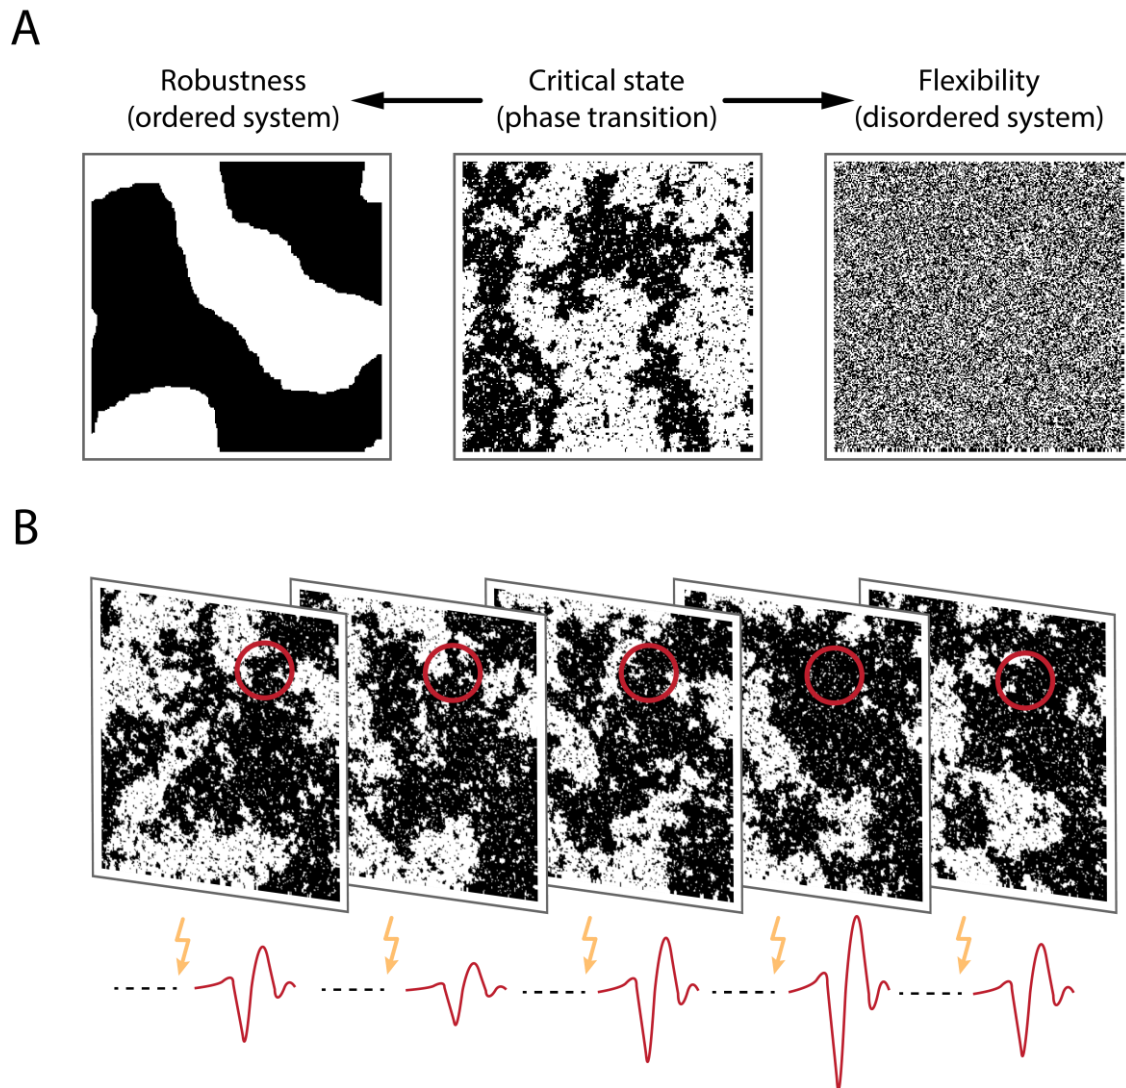 A
Robustness
(ordered system)
Critical state
(phase transition)
Flexibility
(disordered system)
B